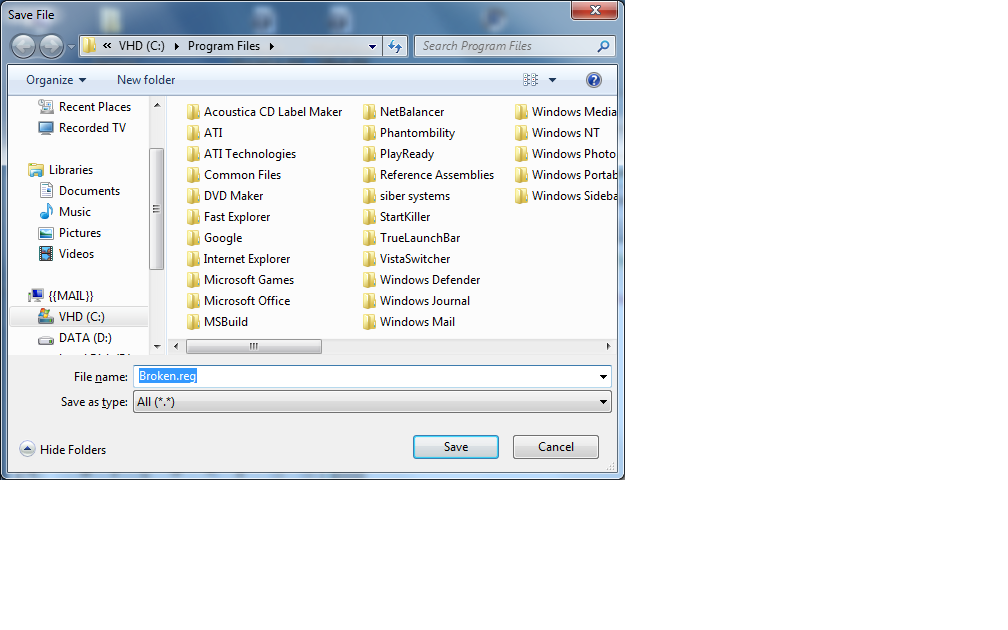 Save File
« VHD (C:) Program Files Search Program Files
Organize New folder
Recent Places
Recorded TV
Libraries
Documents
Music
Pictures
Videos
{{MAIL}}
VHD (C:)
DATA (D:)
Acoustica CD Label Maker
ATI
ATI Technologies
Common Files
DVD Maker
Fast Explorer
Google
Internet Explorer
Microsoft Games
Microsoft Office
MSBuild
NetBalancer
Phantombility
PlayReady
Reference Assemblies
siber systems
StartKiller
TrueLaunchBar
VistaSwitcher
Windows Defender
Windows Journal
Windows Mail
Windows Media
Windows NT
Windows Photo
Windows Portab
Windows Sideba
File name: Broken.reg
Save as type: All (*.*)
Hide Folders Save Cancel